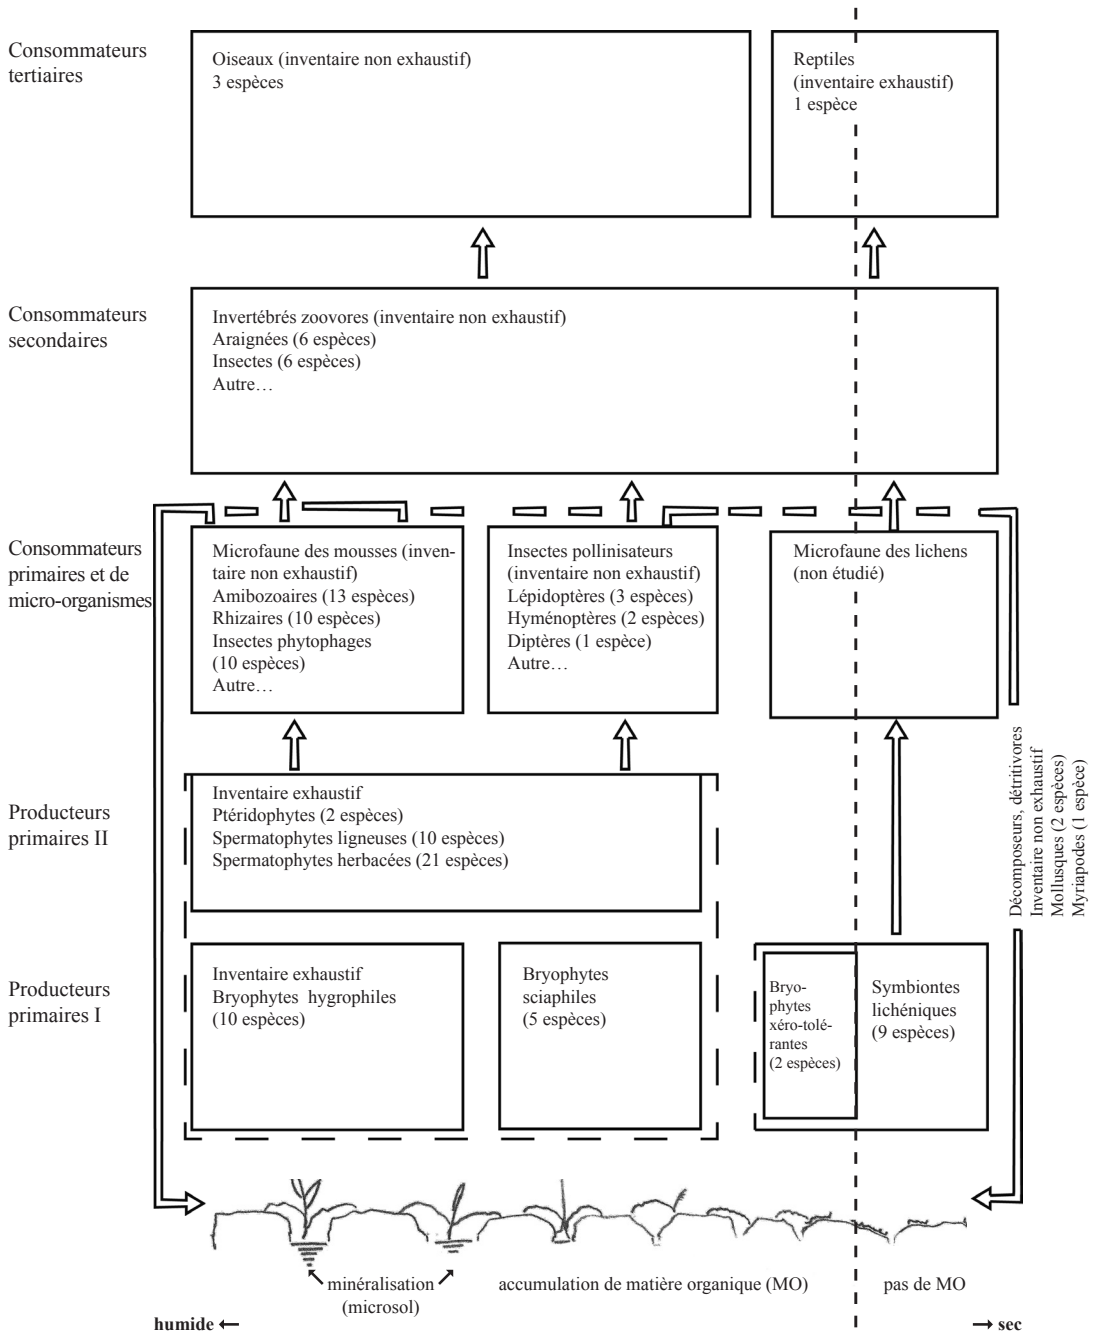 Consommateurs
tertiaires
Oiseaux (inventaire non exhaustif)
3 espèces
Reptiles
(inventaire exhaustif)
1 espèce
Consommateurs
secondaires
Invertébrés zoovores (inventaire non exhaustif)
Araignées (6 espèces)
Insectes (6 espèces)
Autre…
Consommateurs
primaires et de
micro-organismes
Microfaune des mousses (inven-
taire non exhaustif)
Amibozoaires (13 espèces)
Rhizaires (10 espèces)
Insectes phytophages
(10 espèces)
Autre…
Insectes pollinisateurs
(inventaire non exhaustif)
Lépidoptères (3 espèces)
Hyménoptères (2 espèces)
Diptères (1 espèce)
Autre…
Microfaune des lichens
(non étudié)
Décomposeurs, détritivores
Inventaire non exhaustif
Mollusques (2 espèces)
Myriapodes (1 espèce)
Producteurs
primaires II
Inventaire exhaustif
Ptéridophytes (2 espèces)
Spermatophytes ligneuses (10 espèces)
Spermatophytes herbacées (21 espèces)
Producteurs
primaires I
Inventaire exhaustif
Bryophytes hygrophiles
(10 espèces)
Bryophytes
sciaphiles
(5 espèces)
Bryo-
phytes
xéro-tolé-
rantes
(2 espèces)
Symbiontes
lichéniques
(9 espèces)
minéralisation
(microsol)
accumulation de matière organique (MO)
pas de MO
humide ←
→ sec